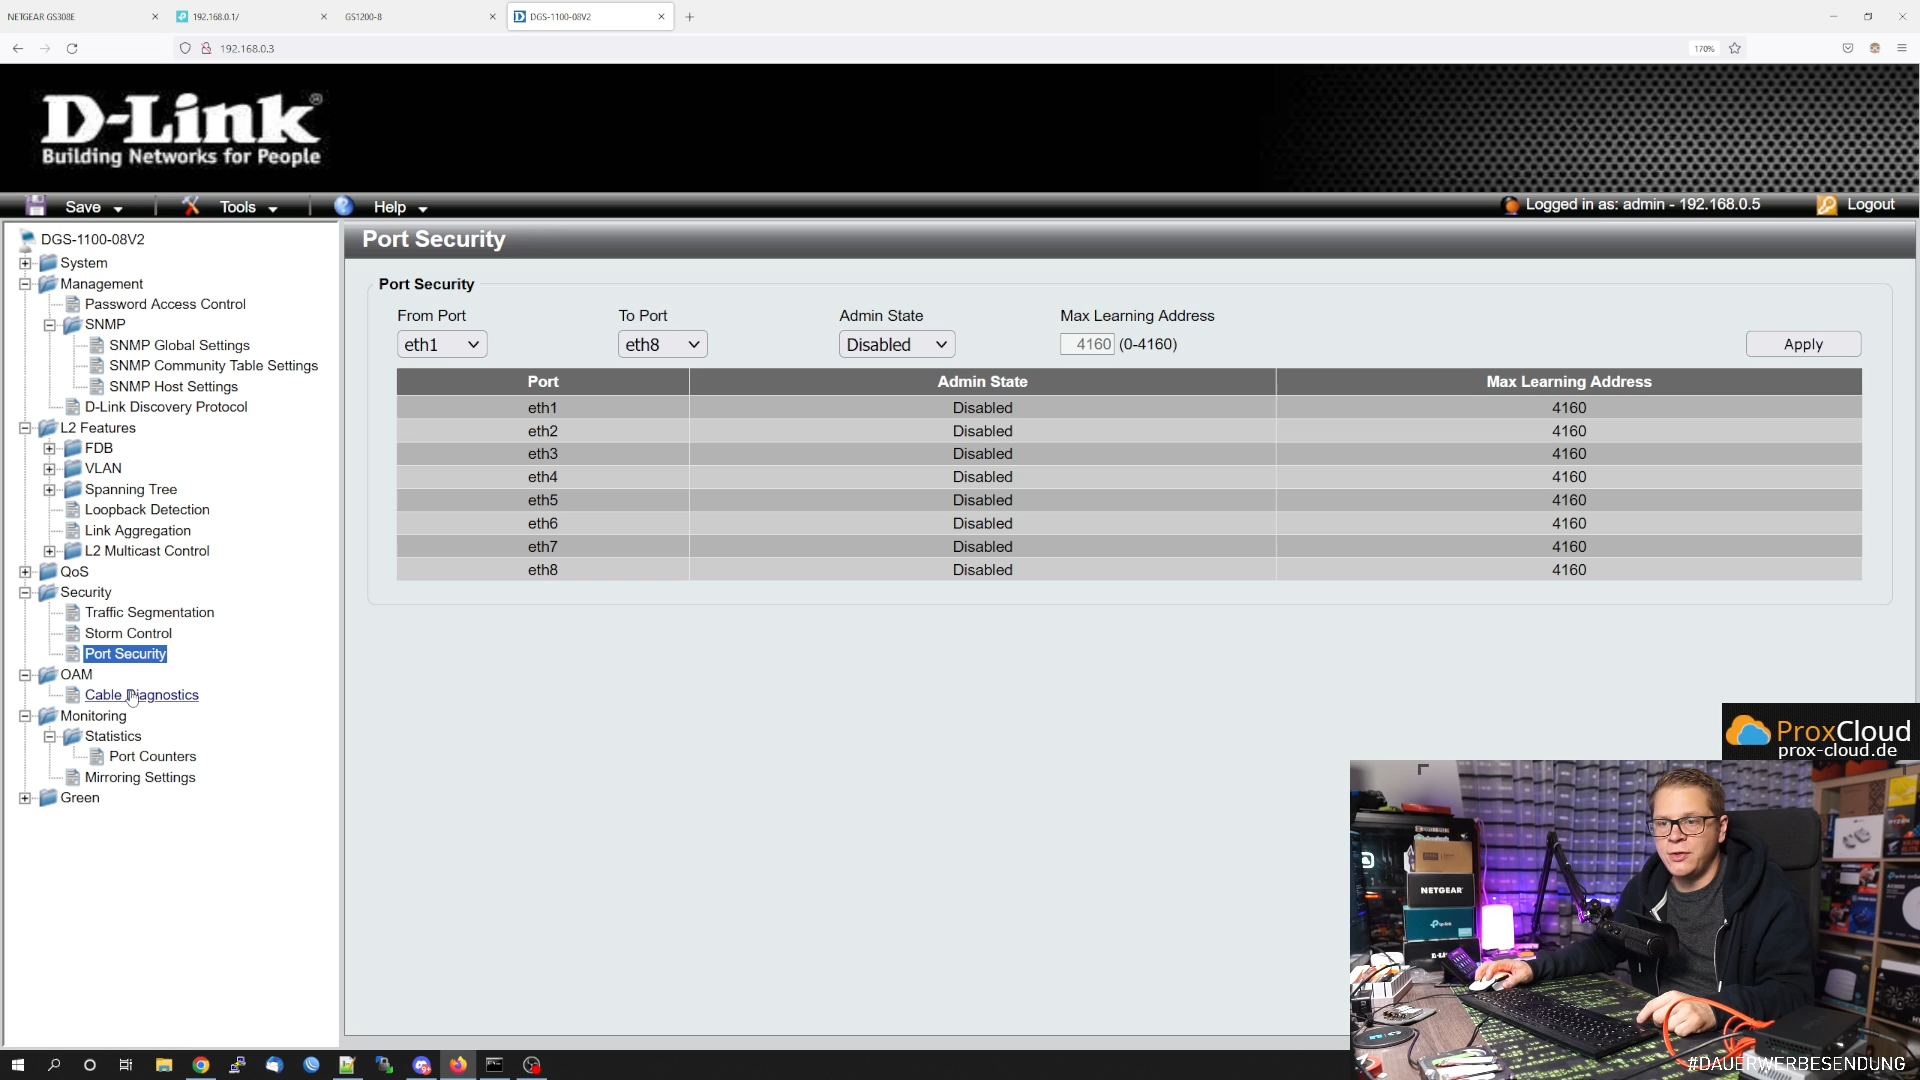 NETGEAR GS308E
192.168.0.1/
GS1200-8
DGS-1100-08V2
192.168.0.3
170%
D-Link®
Building Networks for People
Save
Tools
Help
Logged in as: admin - 192.168.0.5
Logout
DGS-1100-08V2
System
Management
Password Access Control
SNMP
SNMP Global Settings
SNMP Community Table Settings
SNMP Host Settings
D-Link Discovery Protocol
L2 Features
FDB
VLAN
Spanning Tree
Loopback Detection
Link Aggregation
L2 Multicast Control
QoS
Security
Traffic Segmentation
Storm Control
Port Security
OAM
Cable Diagnostics
Monitoring
Statistics
Port Counters
Mirroring Settings
Green
Port Security
Port Security
From Port To Port Admin State Max Learning Address
eth1 eth8 Disabled 4160 (0-4160) Apply
Port Admin State Max Learning Address
eth1 Disabled 4160
eth2 Disabled 4160
eth3 Disabled 4160
eth4 Disabled 4160
eth5 Disabled 4160
eth6 Disabled 4160
eth7 Disabled 4160
eth8 Disabled 4160
ProxCloud
prox-cloud.de
NETGEAR
tp-link
#DAUERWERBESENDUNG